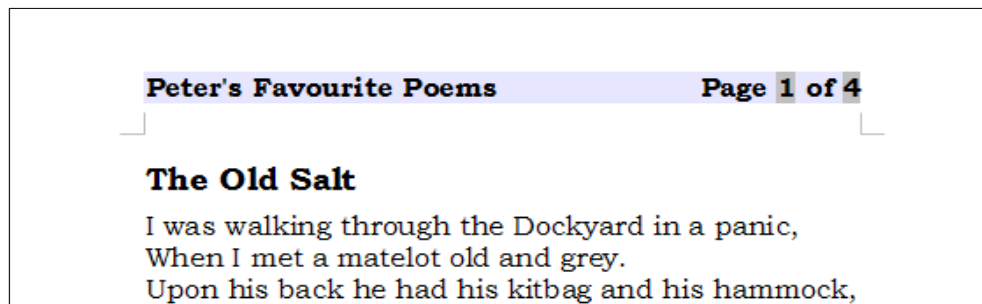 Peter's Favourite Poems Page 1 of 4
The Old Salt
I was walking through the Dockyard in a panic,
When I met a matelot old and grey.
Upon his back he had his kitbag and his hammock,